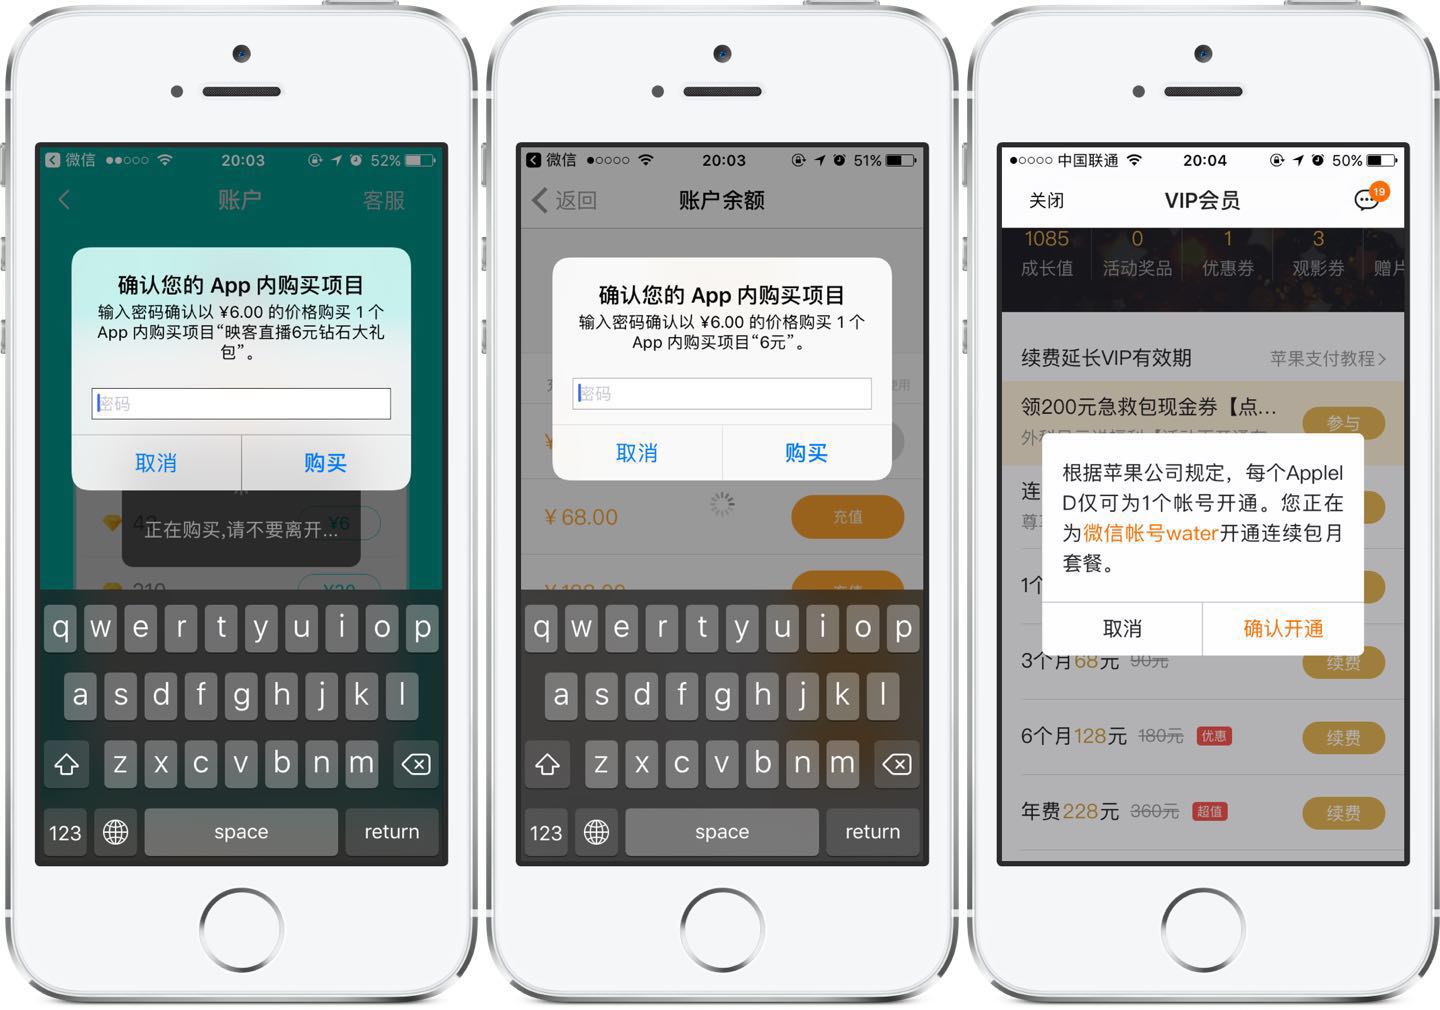 微信 20:03 52%
账户 客服
确认您的 App 内购买项目
输入密码确认以 ¥6.00 的价格购买 1 个
App 内购买项目“映客直播6元钻石大礼
包”。
密码
取消 购买
¥6
正在购买,请不要离开...
210 ¥30
q w e r t y u i o p
a s d f g h j k l
z x c v b n m
123 space return
微信 20:03 51%
返回 账户余额
确认您的 App 内购买项目
输入密码确认以 ¥6.00 的价格购买 1 个
App 内购买项目“6元”。
密码
使用
取消 购买
¥ 68.00 充值
¥ 198.00 充值
q w e r t y u i o p
a s d f g h j k l
z x c v b n m
123 space return
中国联通 20:04 50%
关闭 VIP会员 19
1085 0 1 3
成长值 活动奖品 优惠券 观影券 赠片
续费延长VIP有效期 苹果支付教程
领200元急救包现金券【点... 参与
根据苹果公司规定，每个AppleI
D仅可为1个帐号开通。您正在
为微信帐号water开通连续包月
套餐。
连
尊
1个
取消 确认开通
3个月68元 90元 续费
6个月128元 180元 优惠 续费
年费228元 360元 超值 续费